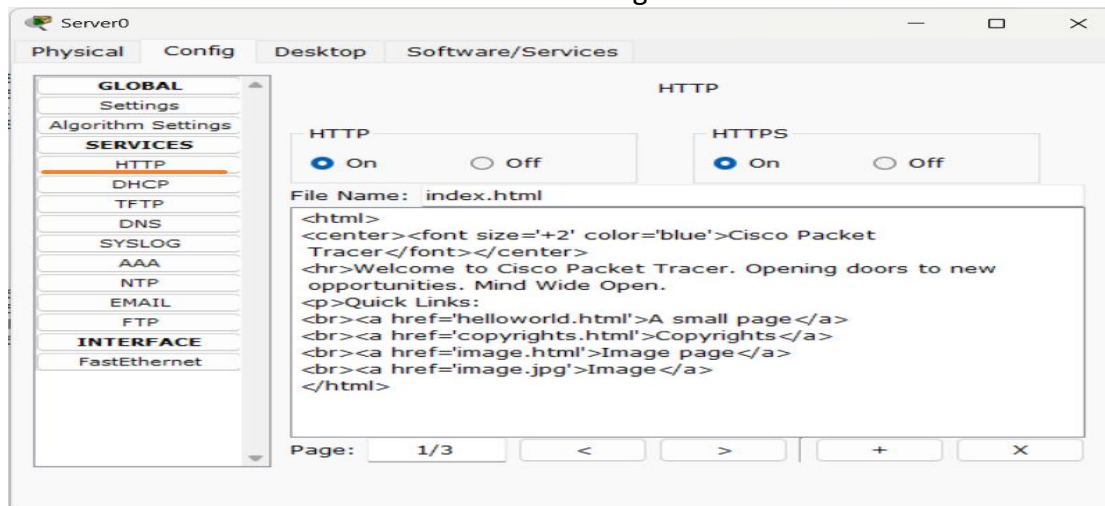 Server0
Physical Config Desktop Software/Services
GLOBAL
Settings
Algorithm Settings
SERVICES
HTTP
DHCP
TFTP
DNS
SYSLOG
AAA
NTP
EMAIL
FTP
INTERFACE
FastEthernet
HTTP
HTTP
On Off
HTTPS
On Off
File Name: index.html
<html>
<center><font size='+2' color='blue'>Cisco Packet
Tracer</font></center>
<hr>Welcome to Cisco Packet Tracer. Opening doors to new
opportunities. Mind Wide Open.
<p>Quick Links:
<br><a href='helloworld.html'>A small page</a>
<br><a href='copyrights.html'>Copyrights</a>
<br><a href='image.html'>Image page</a>
<br><a href='image.jpg'>Image</a>
</html>
Page: 1/3 < > + X